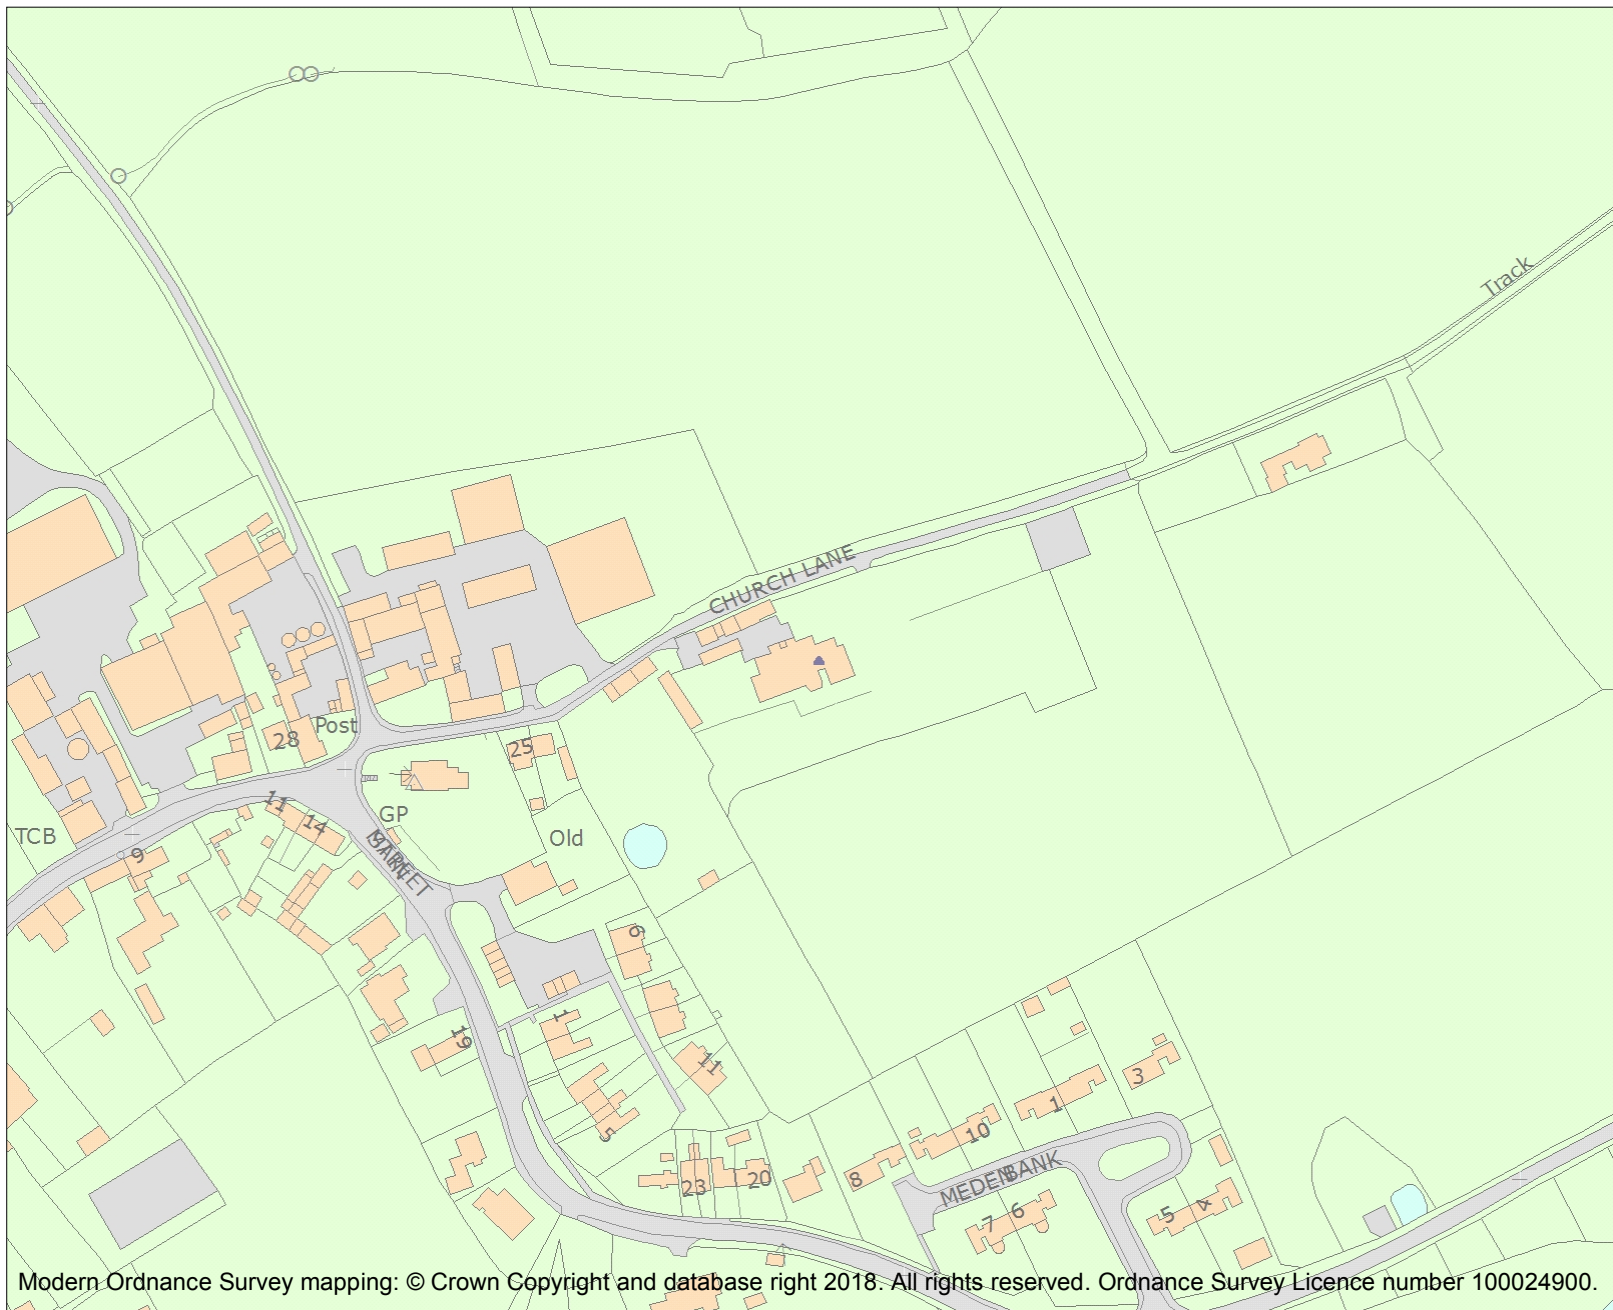 Track
CHURCH LANE
Post
28
25
11
14
GP
TCB
Old
9
MARKET
6
19
1
11
5
3
1
10
23
20
8
MEDEN BANK
7
6
5
4
Modern Ordnance Survey mapping: © Crown Copyright and database right 2018. All rights reserved. Ordnance Survey Licence number 100024900.